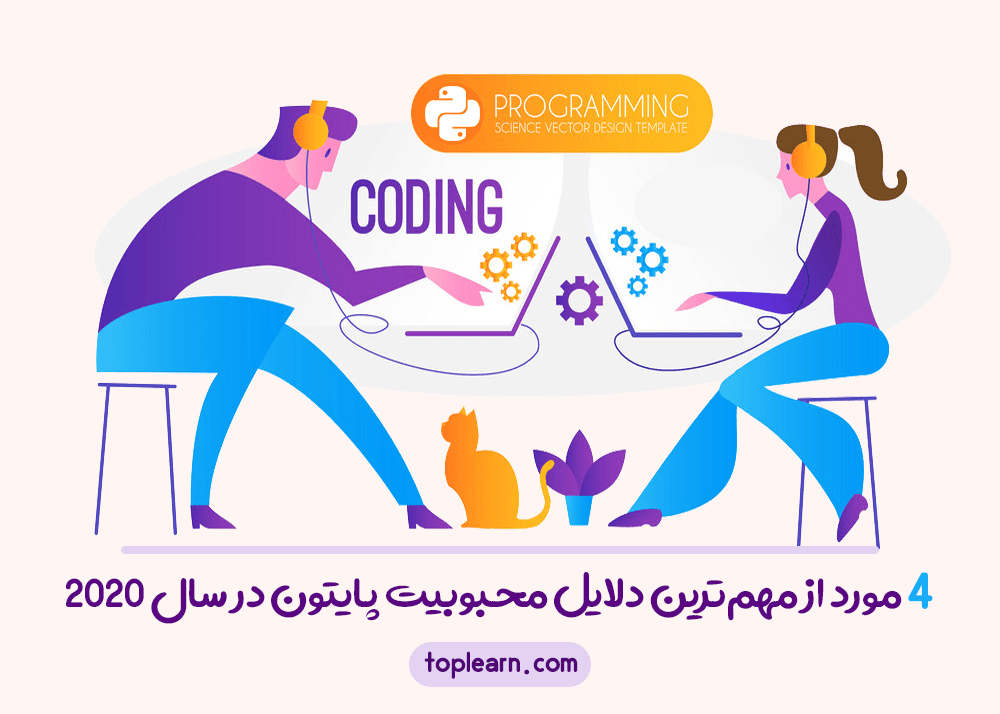 PROGRAMMING
SCIENCE VECTOR DESIGN TEMPLATE
CODING
4 مورد از مهم‌ترین دلایل محبوبیت پایتون در سال 2020
toplearn.com